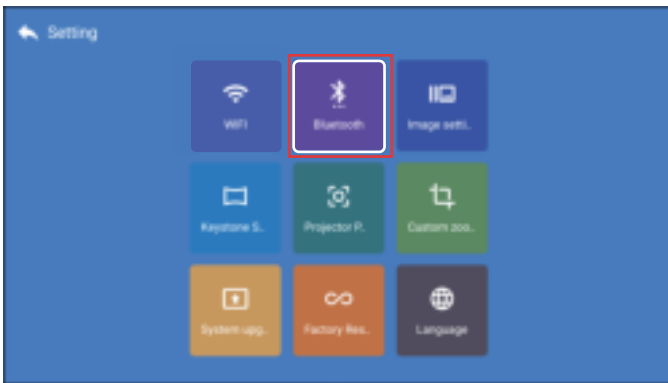 Setting
WIFI
Bluetooth
Image setti..
Keystone S..
Projector P..
Custom zoo..
System upg..
Factory Res..
Language